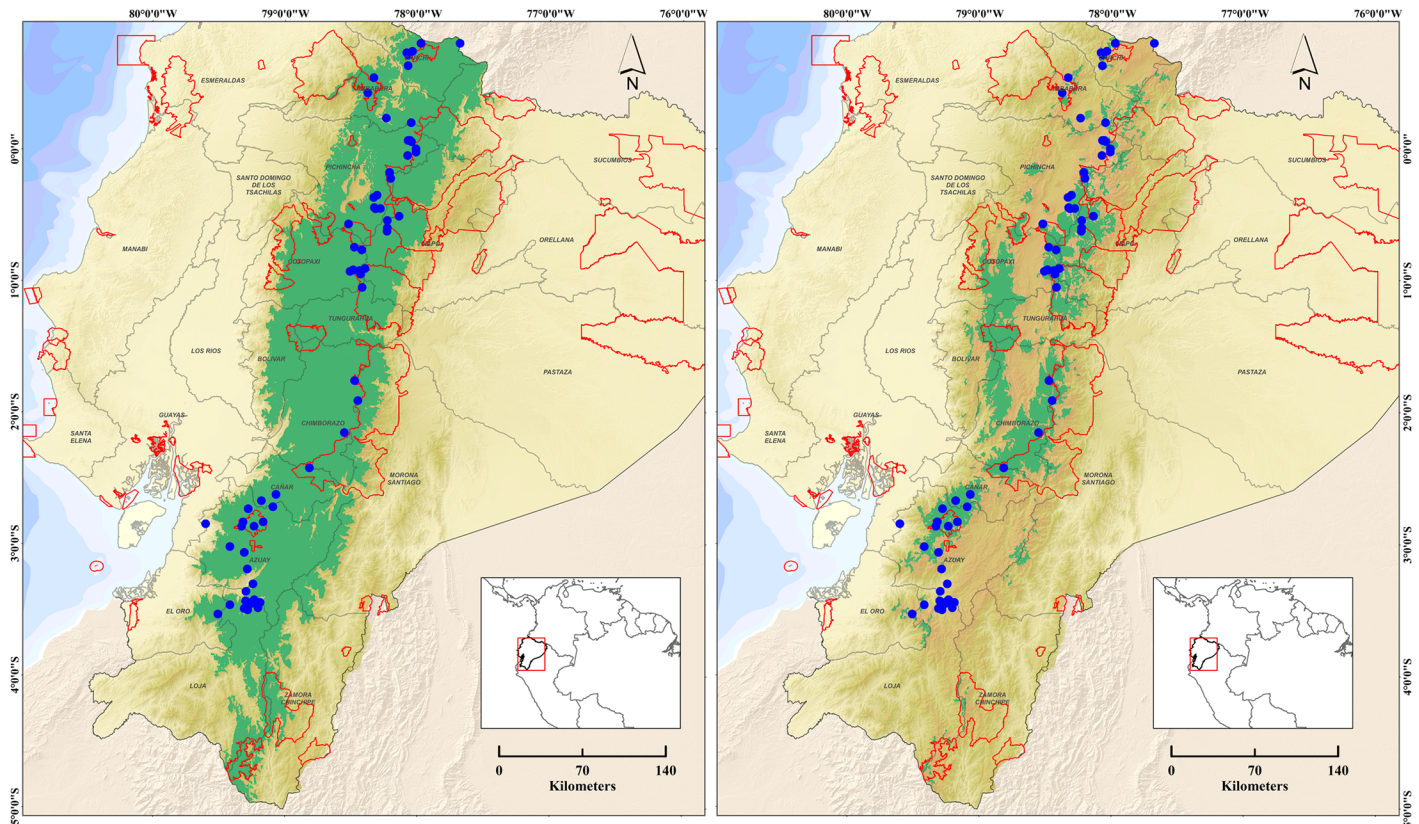 80°0'0"W 79°0'0"W 78°0'0"W 77°0'0"W 76°0'0"W
80°0'0"W 79°0'0"W 78°0'0"W 77°0'0"W 76°0'0"W
ESMERALDAS
N
0°0'0"
SUCUMBIOS
PICHINCHA
SANTO DOMINGO
DE LOS
TSACHILAS
MANABI
ORELLANA
NAPO
COTOPAXI
1°0'0"S
TUNGURAHUA
LOS RIOS
BOLIVAR
PASTAZA
2°0'0"S
GUAYAS
CHIMBORAZO
SANTA
ELENA
MORONA
SANTIAGO
CAÑAR
3°0'0"S
AZUAY
EL ORO
4°0'0"S
LOJA
ZAMORA
CHINCHIPE
0 70 140
Kilometers
5°0'0"S
ESMERALDAS
N
0°0'0"
SUCUMBIOS
PICHINCHA
SANTO DOMINGO
DE LOS
TSACHILAS
MANABI
ORELLANA
NAPO
COTOPAXI
1°0'0"S
TUNGURAHUA
LOS RIOS
BOLIVAR
PASTAZA
2°0'0"S
GUAYAS
CHIMBORAZO
SANTA
ELENA
MORONA
SANTIAGO
CAÑAR
3°0'0"S
AZUAY
EL ORO
4°0'0"S
LOJA
ZAMORA
CHINCHIPE
0 70 140
Kilometers
5°0'0"S